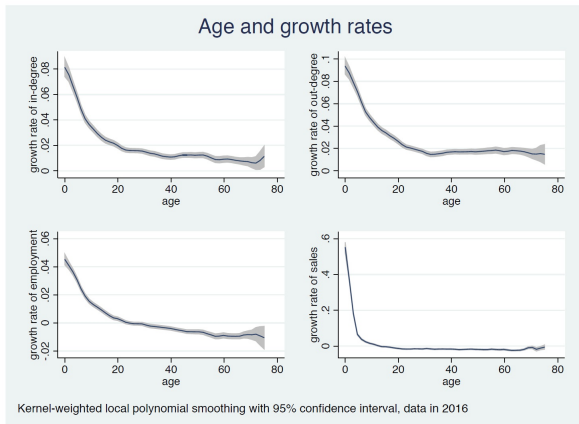 Age and growth rates
growth rate of in-degree
.08
.06
.04
.02
0
0 20 40 60 80
age
growth rate of out-degree
.1
.08
.06
.04
.02
0
0 20 40 60 80
age
growth rate of employment
.06
.04
.02
0
-.02
0 20 40 60 80
age
growth rate of sales
.6
.4
.2
0
0 20 40 60 80
age
Kernel-weighted local polynomial smoothing with 95% confidence interval, data in 2016